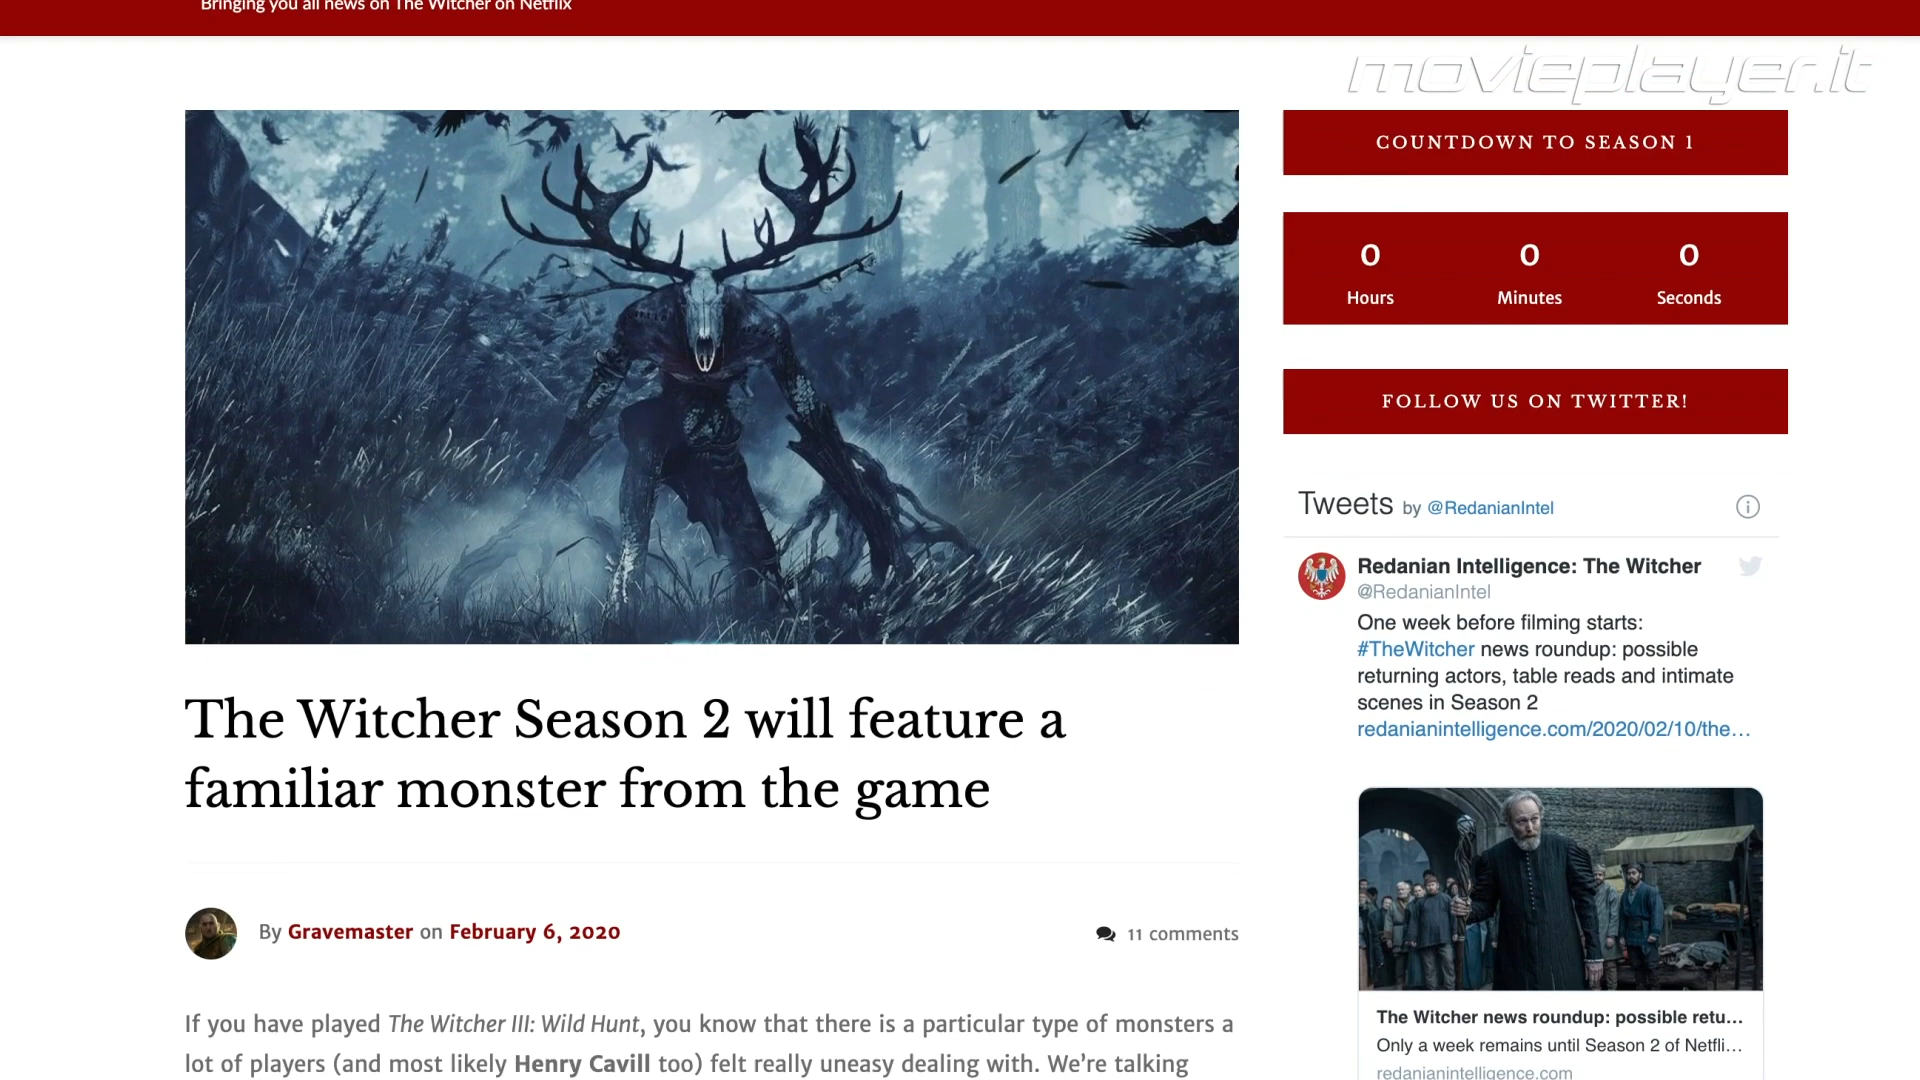 Bringing you all news on The Witcher on Netflix
movieplayer.it
COUNTDOWN TO SEASON 1
0 0 0
Hours Minutes Seconds
FOLLOW US ON TWITTER!
Tweets by @RedanianIntel
Redanian Intelligence: The Witcher
@RedanianIntel
One week before filming starts:
#TheWitcher news roundup: possible
returning actors, table reads and intimate
scenes in Season 2
redanianintelligence.com/2020/02/10/the…
The Witcher news roundup: possible retu...
Only a week remains until Season 2 of Netfli...
redanianintelligence.com
The Witcher Season 2 will feature a
familiar monster from the game
By Gravemaster on February 6, 2020
11 comments
If you have played The Witcher III: Wild Hunt, you know that there is a particular type of monsters a
lot of players (and most likely Henry Cavill too) felt really uneasy dealing with. We’re talking